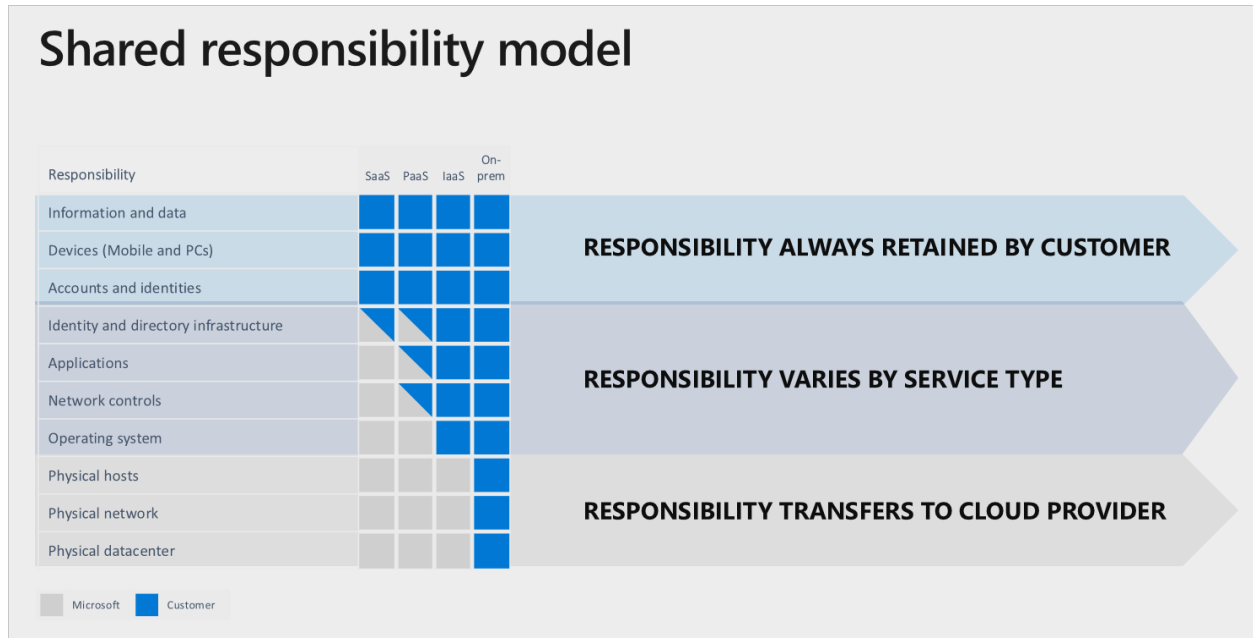 Shared responsibility model
Responsibility
SaaS PaaS IaaS On-
prem
Information and data
Devices (Mobile and PCs)
Accounts and identities
RESPONSIBILITY ALWAYS RETAINED BY CUSTOMER
Identity and directory infrastructure
Applications
Network controls
Operating system
RESPONSIBILITY VARIES BY SERVICE TYPE
Physical hosts
Physical network
Physical datacenter
RESPONSIBILITY TRANSFERS TO CLOUD PROVIDER
Microsoft Customer